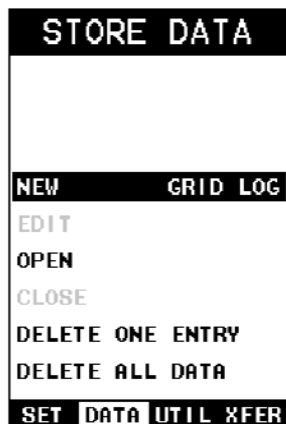 STORE DATA
NEW GRID LOG
EDIT
OPEN
CLOSE
DELETE ONE ENTRY
DELETE ALL DATA
SET DATA UTIL XFER